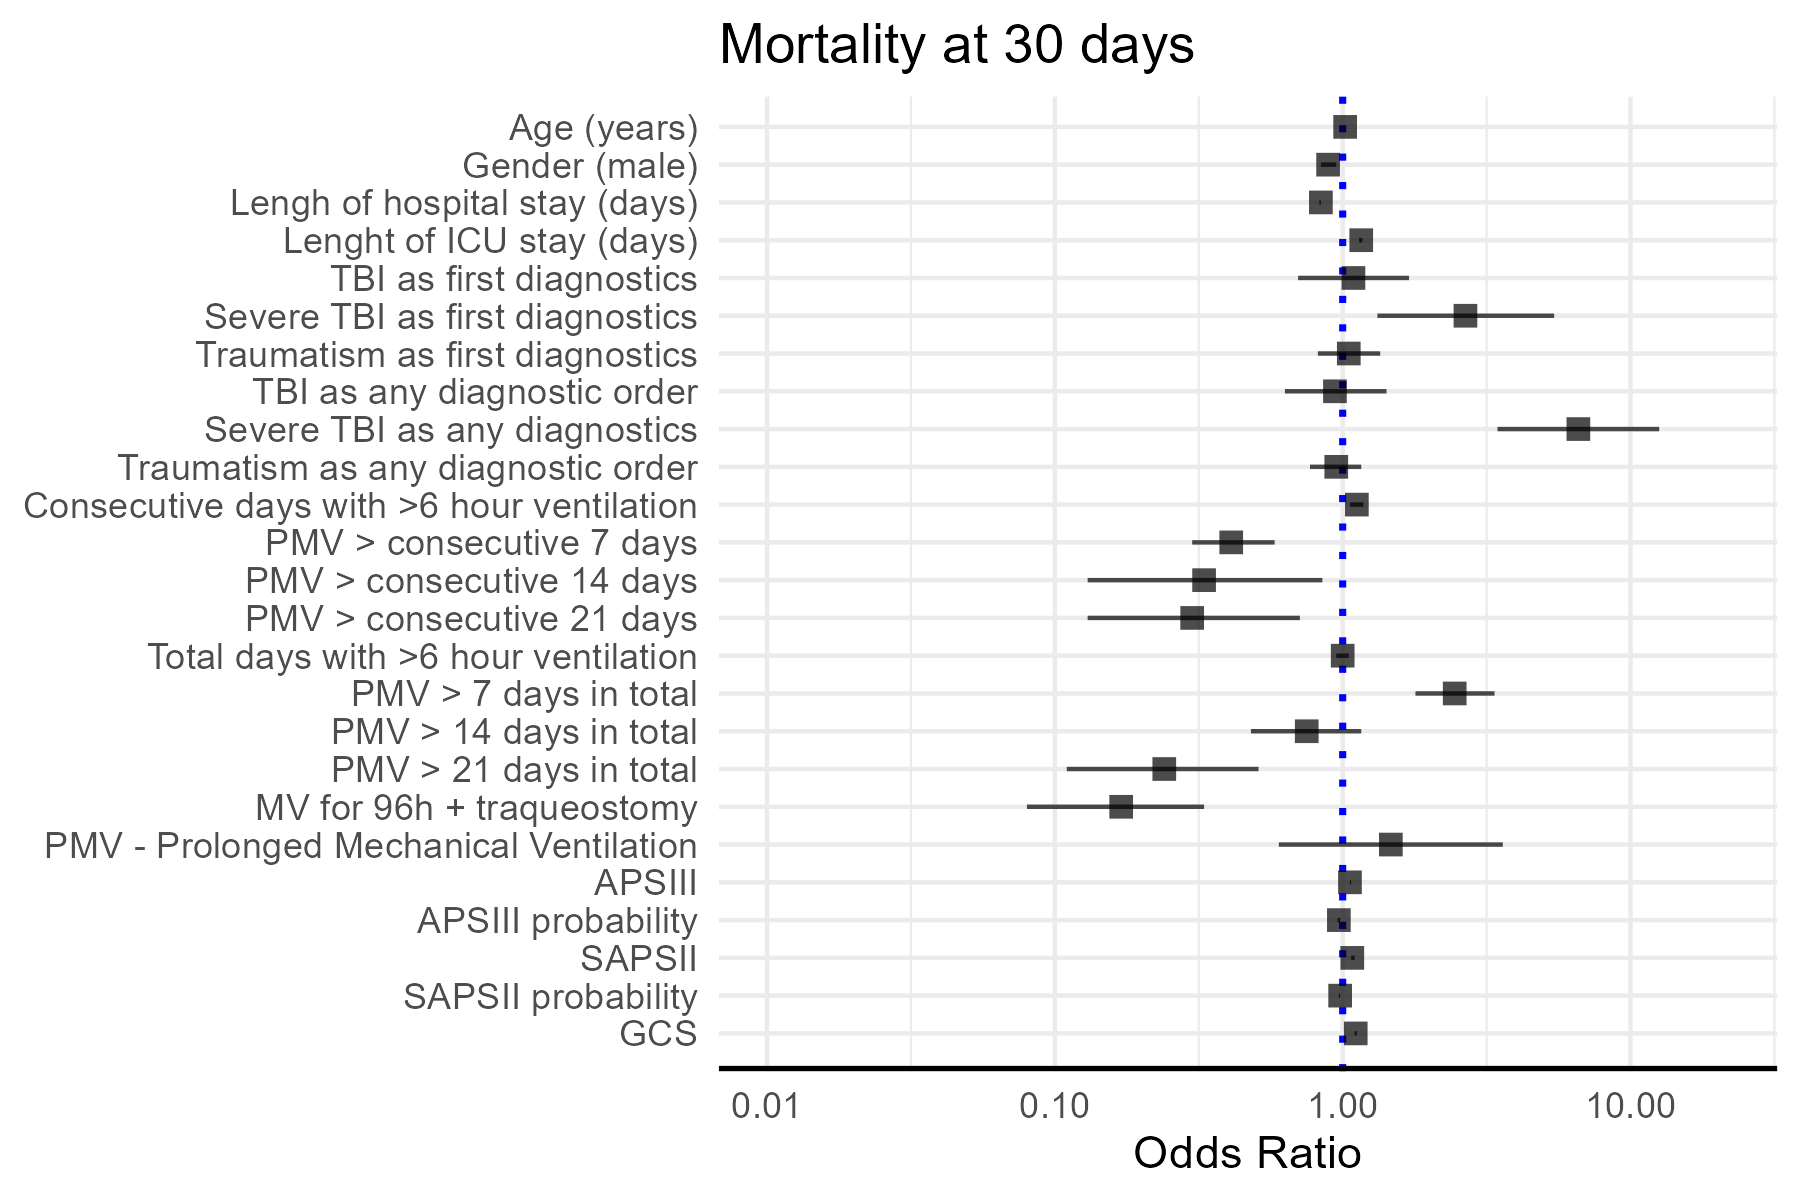 Mortality at 30 days
Age (years)
Gender (male)
Lengh of hospital stay (days)
Lenght of ICU stay (days)
TBI as first diagnostics
Severe TBI as first diagnostics
Traumatism as first diagnostics
TBI as any diagnostic order
Severe TBI as any diagnostics
Traumatism as any diagnostic order
Consecutive days with >6 hour ventilation
PMV > consecutive 7 days
PMV > consecutive 14 days
PMV > consecutive 21 days
Total days with >6 hour ventilation
PMV > 7 days in total
PMV > 14 days in total
PMV > 21 days in total
MV for 96h + traqueostomy
PMV - Prolonged Mechanical Ventilation
APSIII
APSIII probability
SAPSII
SAPSII probability
GCS
0.01 0.10 1.00 10.00
Odds Ratio